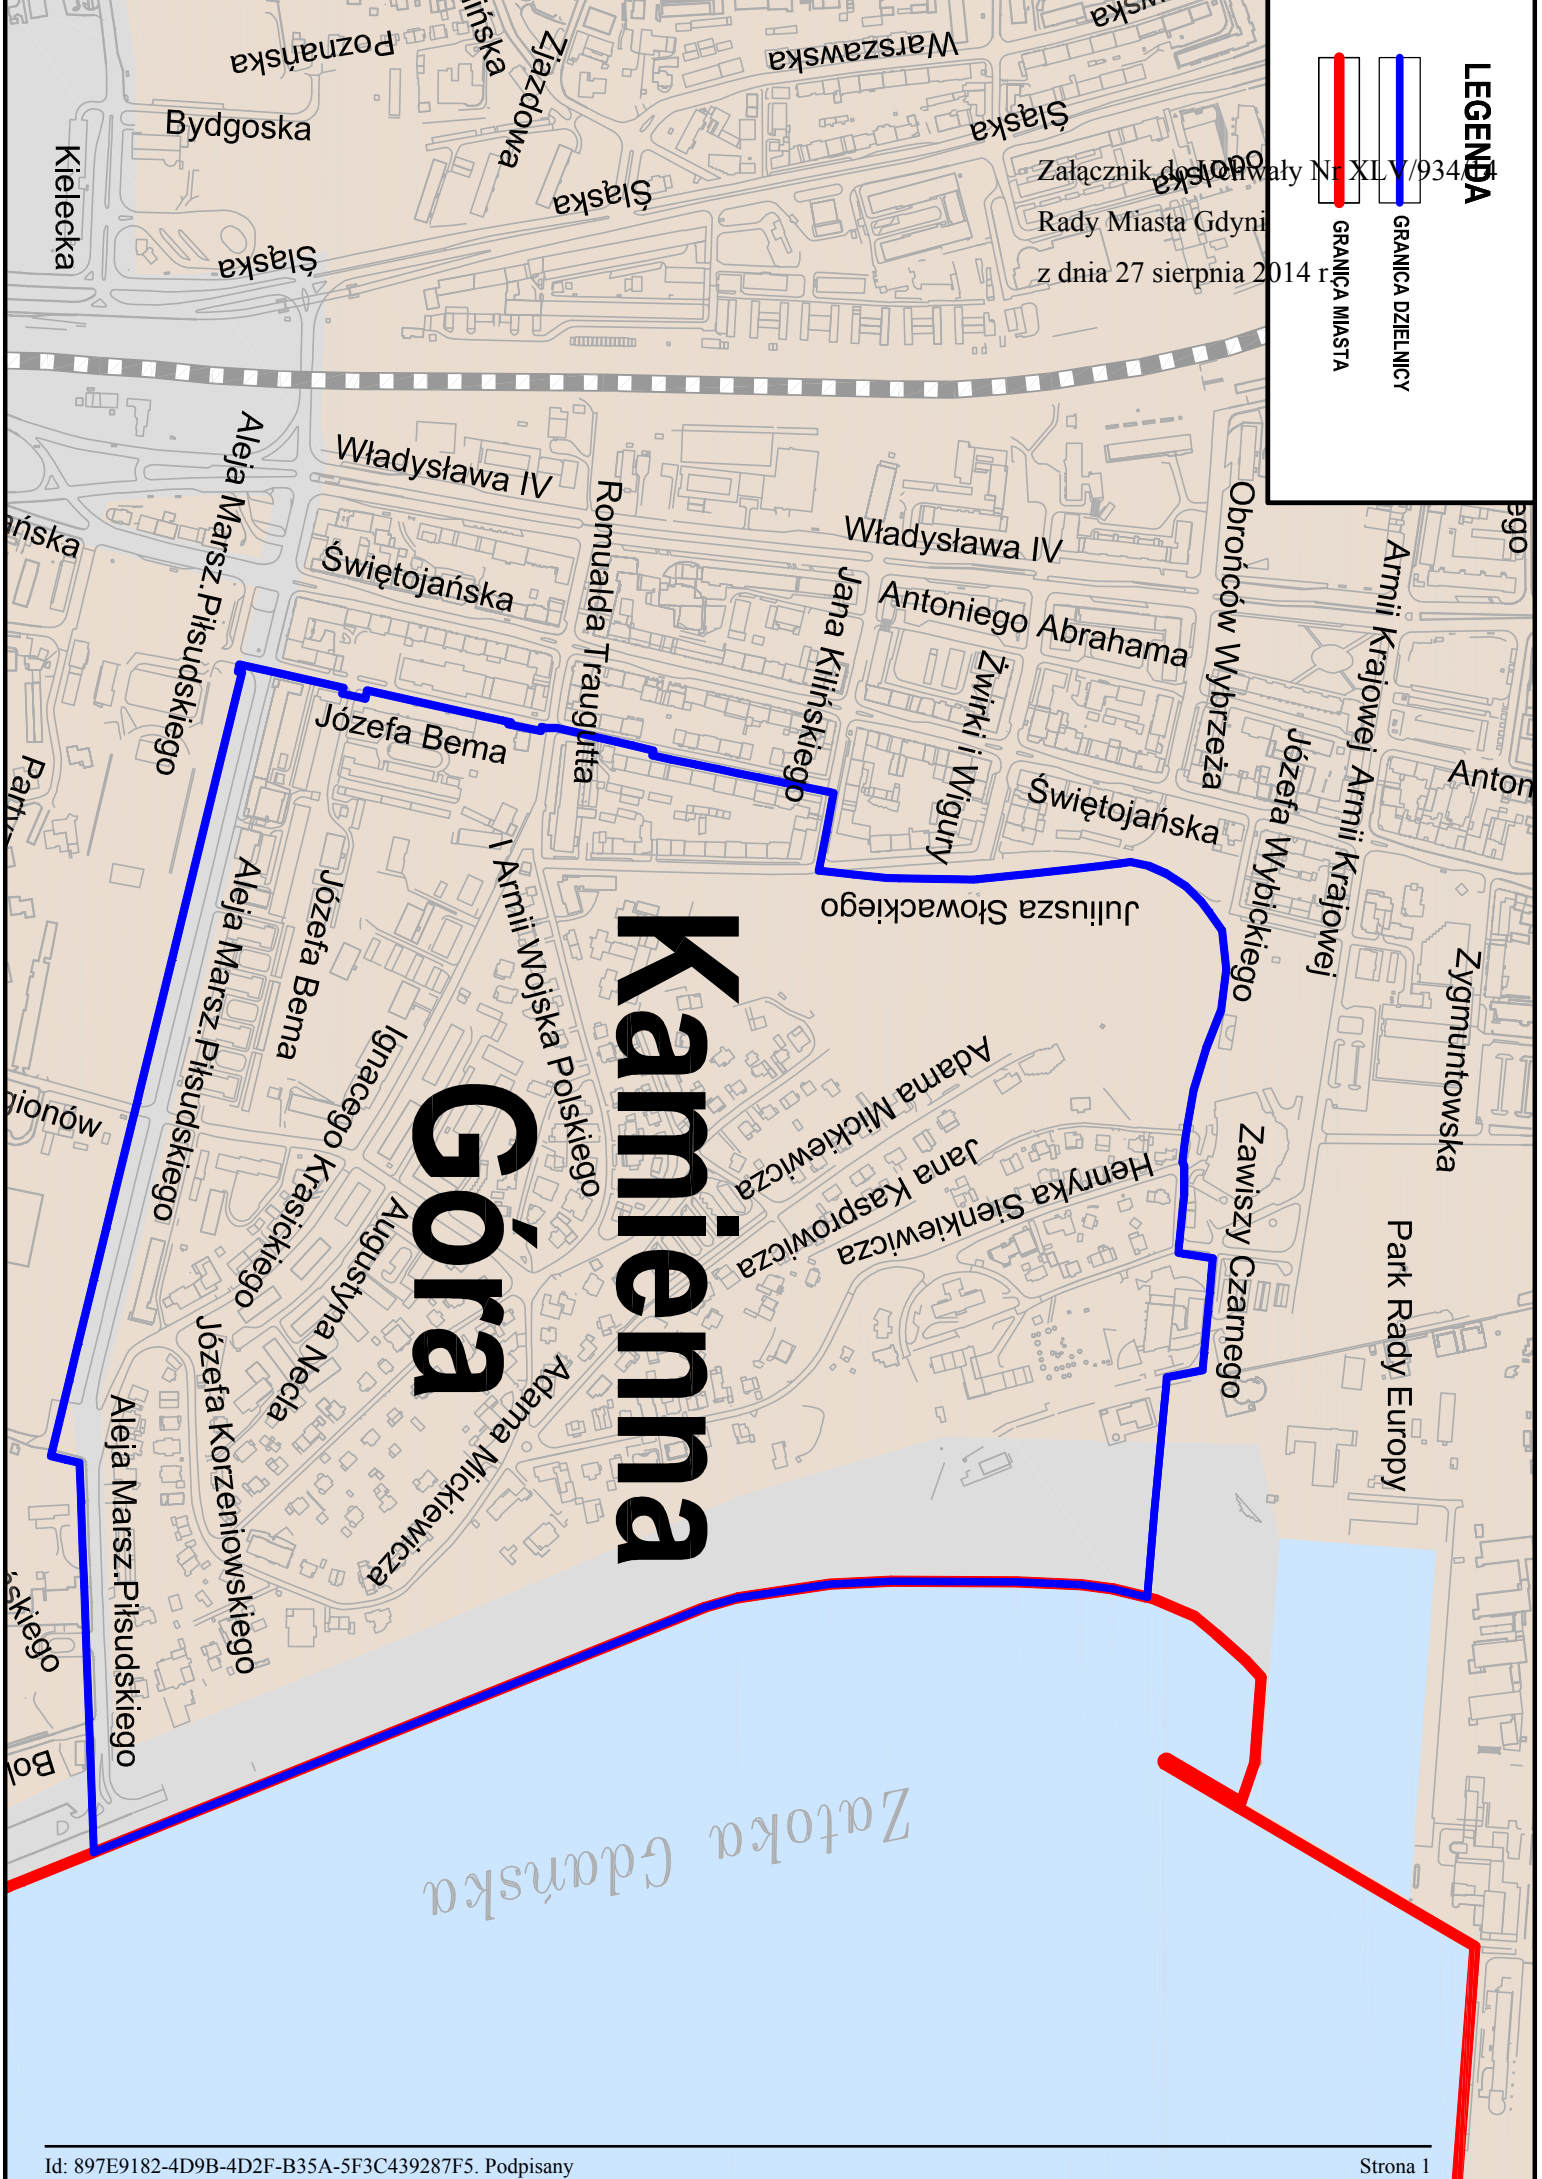 LEGENDA
GRANICA DZIELNICY
GRANICA MIASTA
Załącznik do Uchwały Nr XLV/934/14
Rady Miasta Gdyni
z dnia 27 sierpnia 2014 r.
Poznańska
Zjazdowa
Warszawska
Bydgoska
Śląska
Śląska
Śląska
Kielecka
Aleja Marsz.Piłsudskiego
Władysława IV
Romualda Traugutta
Władysława IV
Obrońców Wybrzeża
Armii Krajowej
Świętojańska
Jana Kilińskiego
Antoniego Abrahama
Żwirki i Wigury
Józefa Bema
Świętojańska
Józefa Wybickiego
Armii Krajowej
Anton
Juliusza Słowackiego
Aleja Marsz.Piłsudskiego
Józefa Bema
I Armii Wojska Polskiego
Zygmuntowska
Ignacego Krasickiego
Kamienna
Góra
Adama Mickiewicza
Jana Kasprowicza
Henryka Sienkiewicza
Zawiszy Czarnego
Park Rady Europy
gionów
Augustyna Necla
Józefa Korzeniowskiego
Adama Mickiewicza
Aleja Marsz.Piłsudskiego
skiego
Bol
Zatoka Gdańska
Id: 897E9182-4D9B-4D2F-B35A-5F3C439287F5. Podpisany
Strona 1